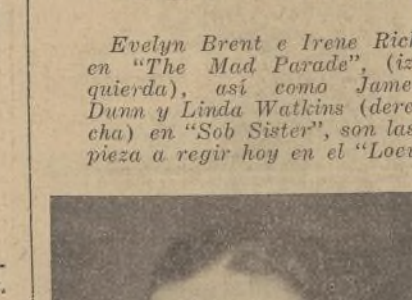 Evelyn Brent e Irene Rich
en "The Mad Parade", (iz
quierda), así como Jame
Dunn y Linda Watkins (dere
cha) en "Sob Sister", son las
pieza a regir hoy en el "Loew